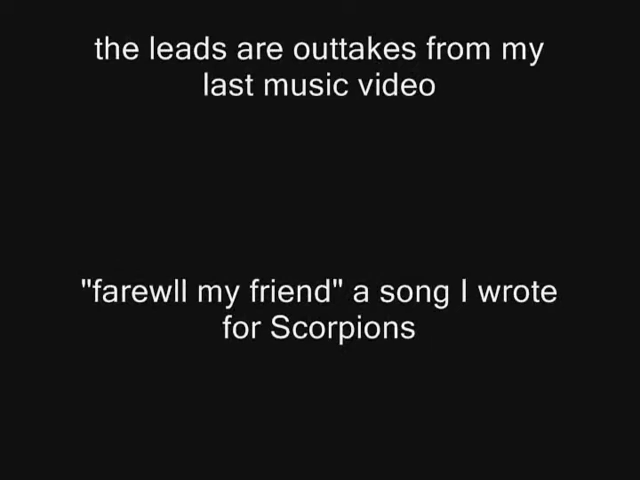 the leads are outtakes from my
last music video
"farewll my friend" a song I wrote
for Scorpions